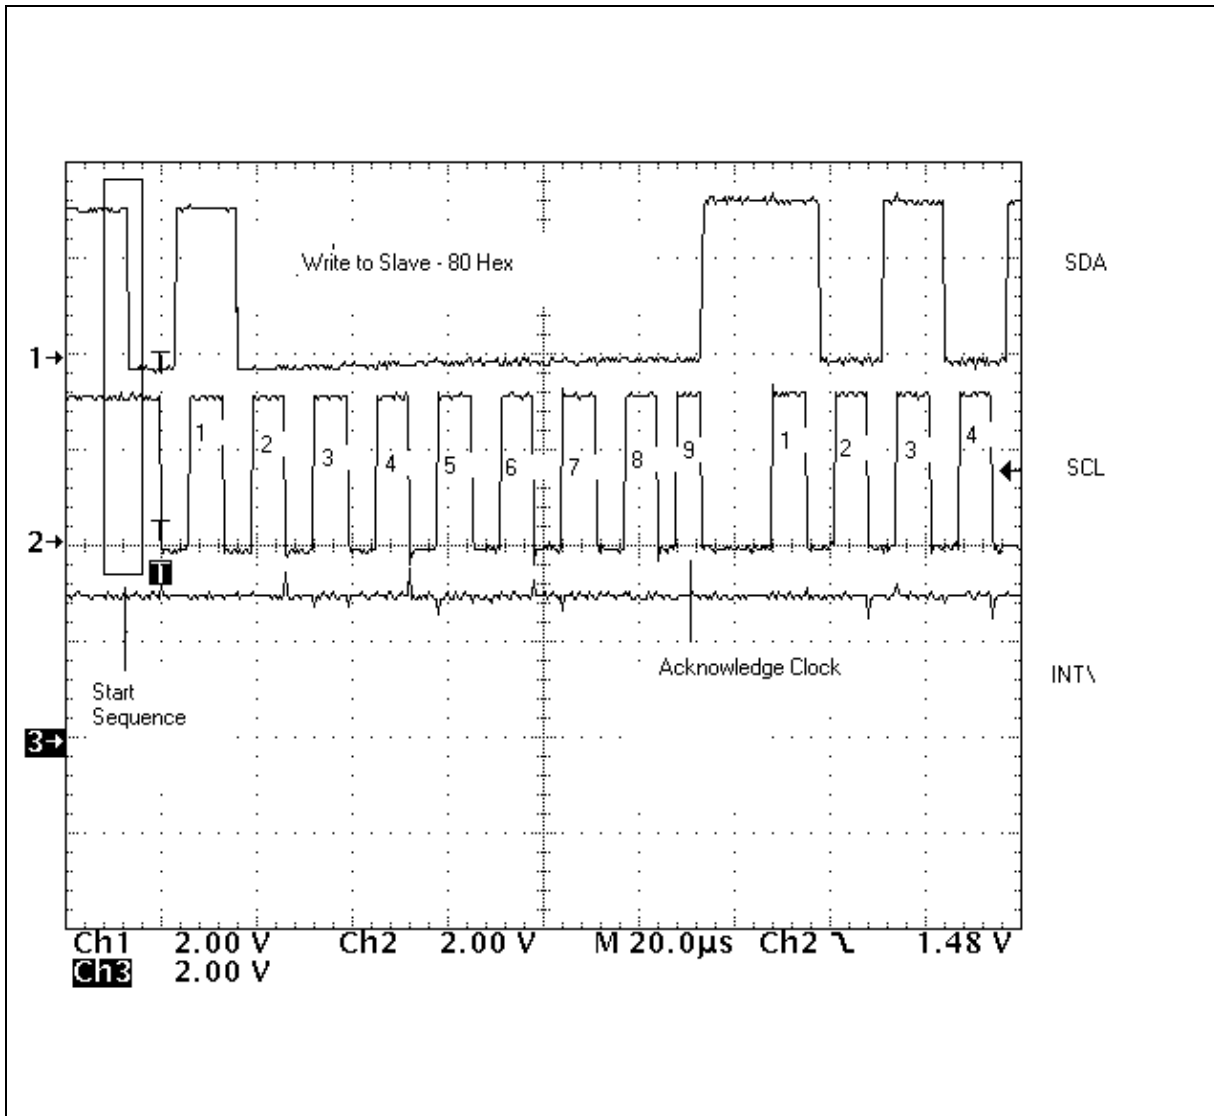 Write to Slave - 80 Hex
SDA
1
T
1 2 3 4 5 6 7 8 9 1 2 3 4
SCL
T
2
T
Acknowledge Clock
INT\
Start
Sequence
3
Ch1 2.00 V Ch2 2.00 V M 20.0µs Ch2 1.48 V
Ch3 2.00 V